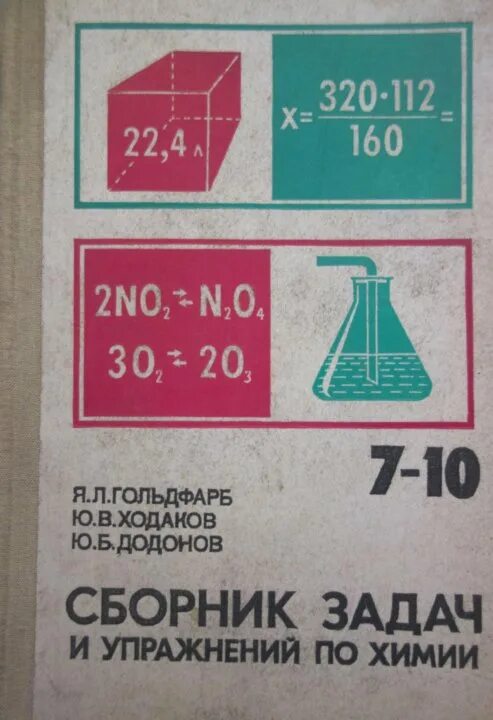 22,4 л
X = 320·112 / 160 =
2NO₂ ⇄ N₂O₄
3O₂ ⇄ 2O₃
7-10
Я.Л.ГОЛЬДФАРБ
Ю.В.ХОДАКОВ
Ю.Б.ДОДОНОВ
СБОРНИК ЗАДАЧ
И УПРАЖНЕНИЙ ПО ХИМИИ